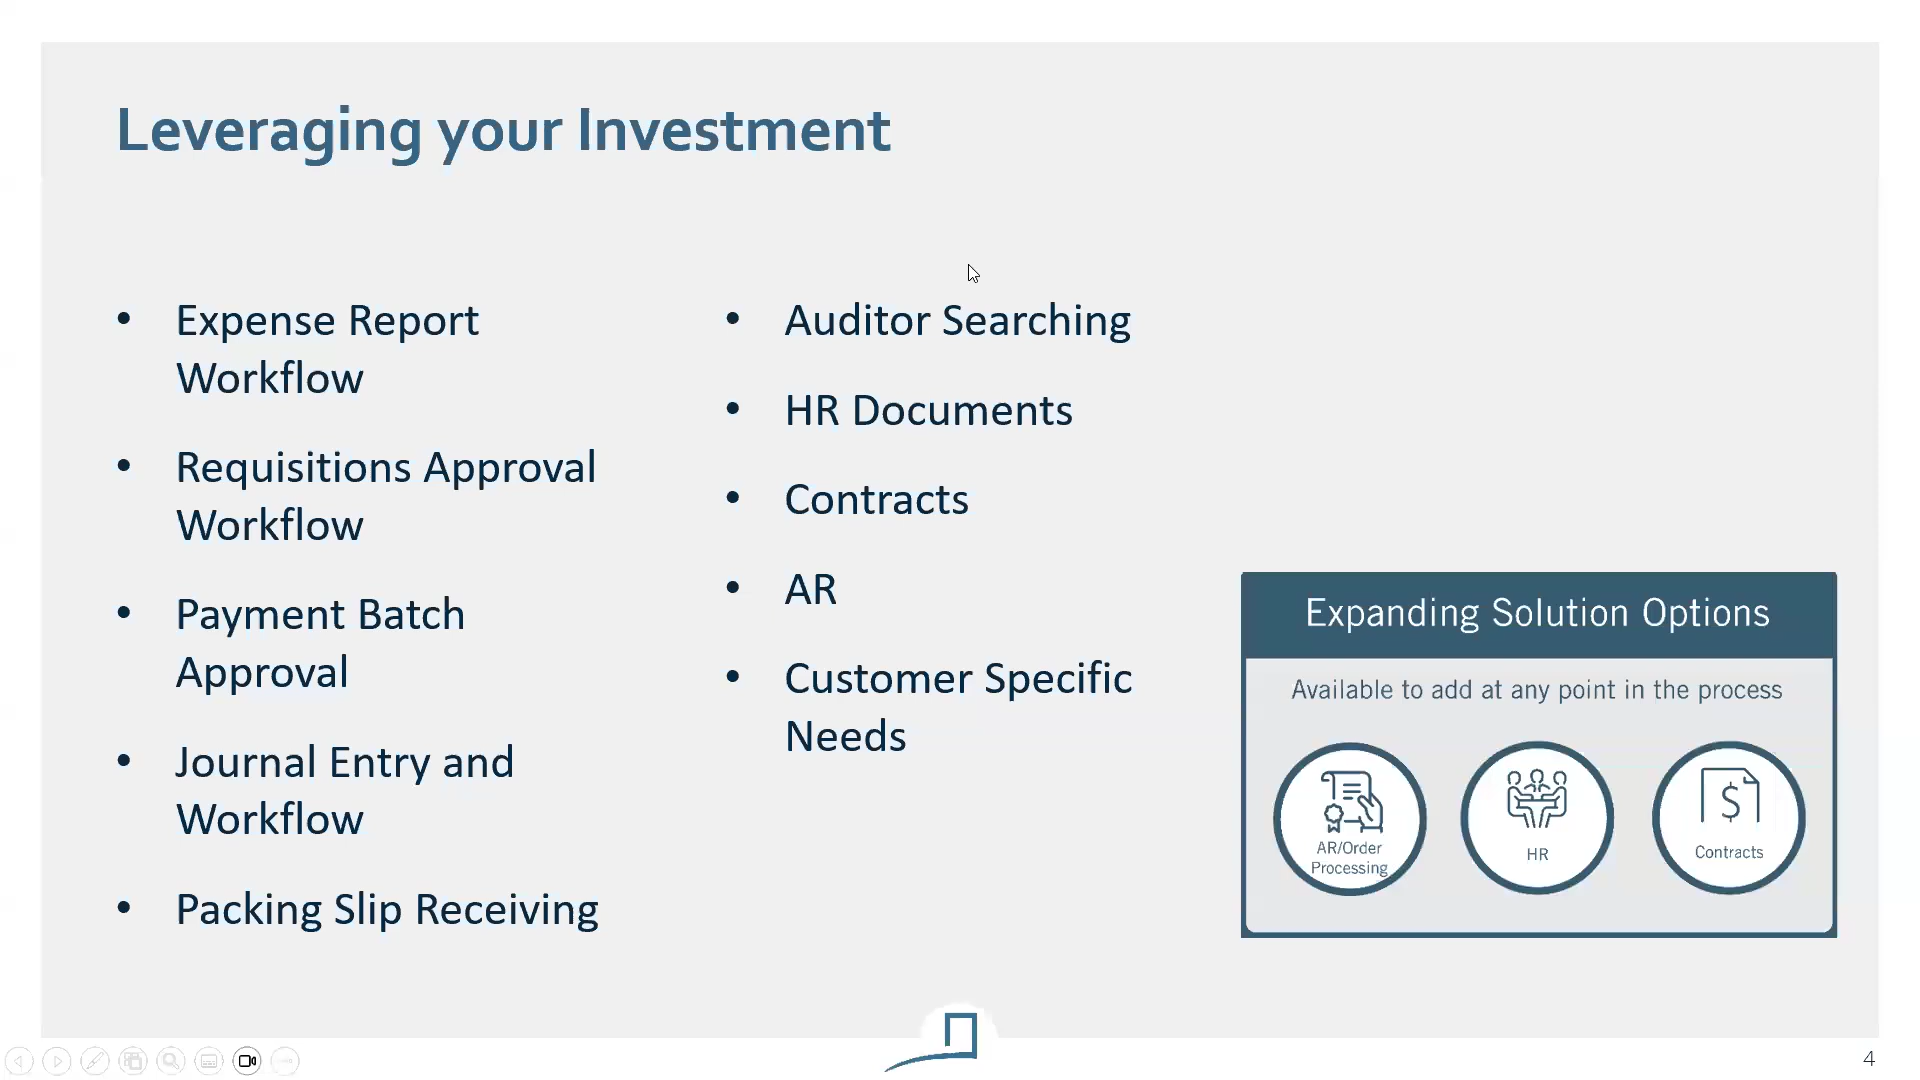 Leveraging your Investment
• Expense Report
Workflow
• Requisitions Approval
Workflow
• Payment Batch
Approval
• Journal Entry and
Workflow
• Packing Slip Receiving
• Auditor Searching
• HR Documents
• Contracts
• AR
• Customer Specific
Needs
Expanding Solution Options
Available to add at any point in the process
AR/Order
Processing
HR
$
Contracts
4